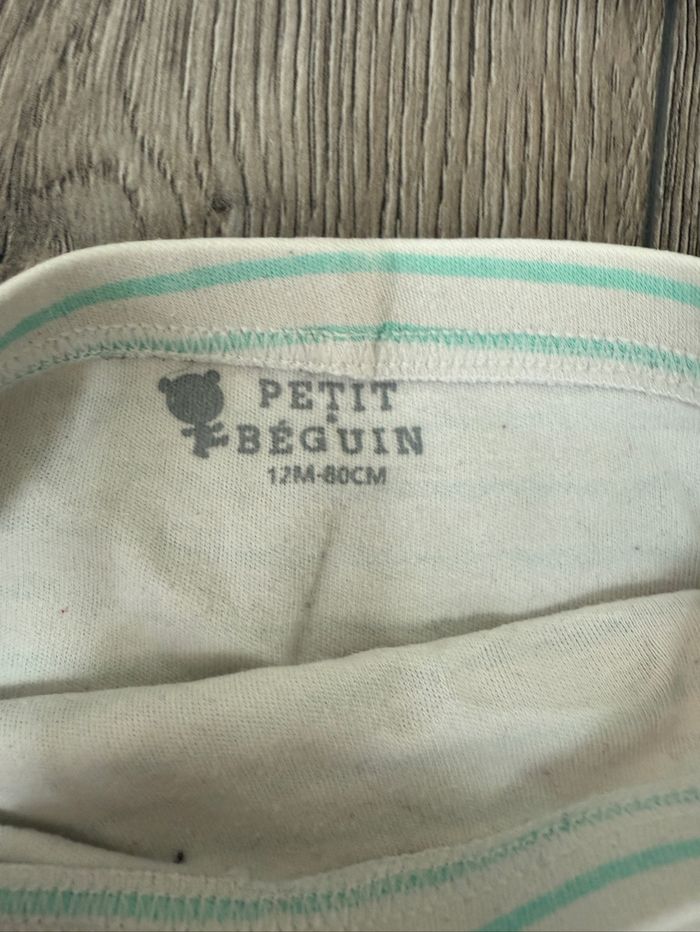 PETIT
&
BÉGUIN
12M-80CM